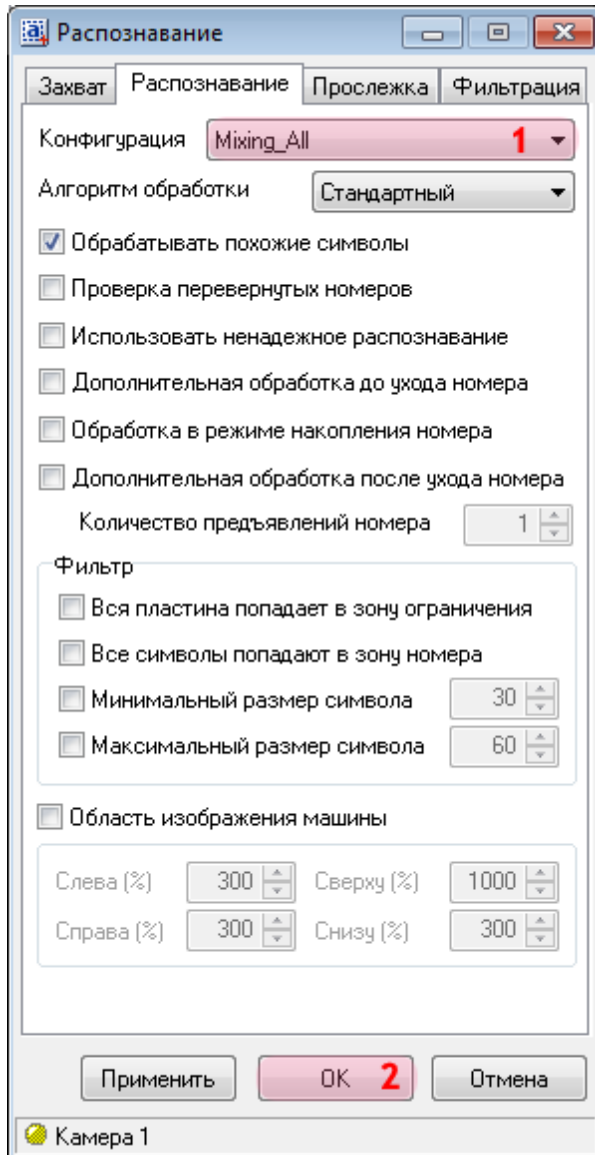 Распознавание
Захват Распознавание Прослежка Фильтрация
Конфигурация Mixing_All 1
Алгоритм обработки Стандартный
Обрабатывать похожие символы
Проверка перевернутых номеров
Использовать ненадежное распознавание
Дополнительная обработка до ухода номера
Обработка в режиме накопления номера
Дополнительная обработка после ухода номера
Количество предъявлений номера 1
Фильтр
Вся пластина попадает в зону ограничения
Все символы попадают в зону номера
Минимальный размер символа 30
Максимальный размер символа 60
Область изображения машины
Слева (%) 300 Сверху (%) 1000
Справа (%) 300 Снизу (%) 300
Применить ОК 2 Отмена
Камера 1